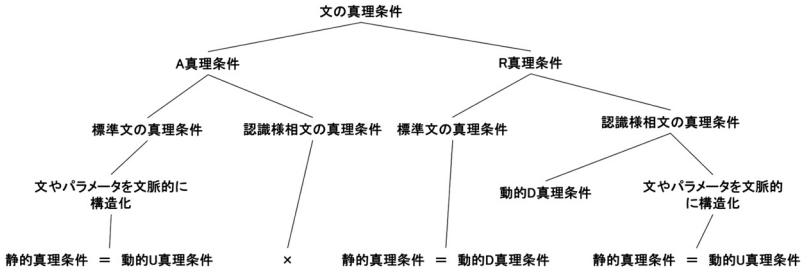 文の真理条件
A真理条件
R真理条件
標準文の真理条件
認識様相文の真理条件
標準文の真理条件
認識様相文の真理条件
文やパラメータを文脈的に
構造化
動的D真理条件
文やパラメータを文脈的
に構造化
静的真理条件 = 動的U真理条件
×
静的真理条件 = 動的D真理条件
静的真理条件 = 動的U真理条件